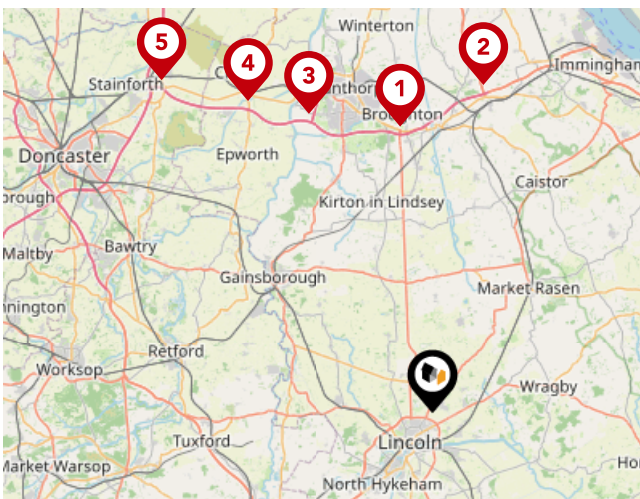 Winterton
5
2
4
Immingham
3
Stainforth
1
Doncaster
Epworth
Caistor
Kirton in Lindsey
Maltby
Bawtry
Gainsborough
Market Rasen
Retford
Worksop
Wragby
Tuxford
Lincoln
Market Warsop
North Hykeham